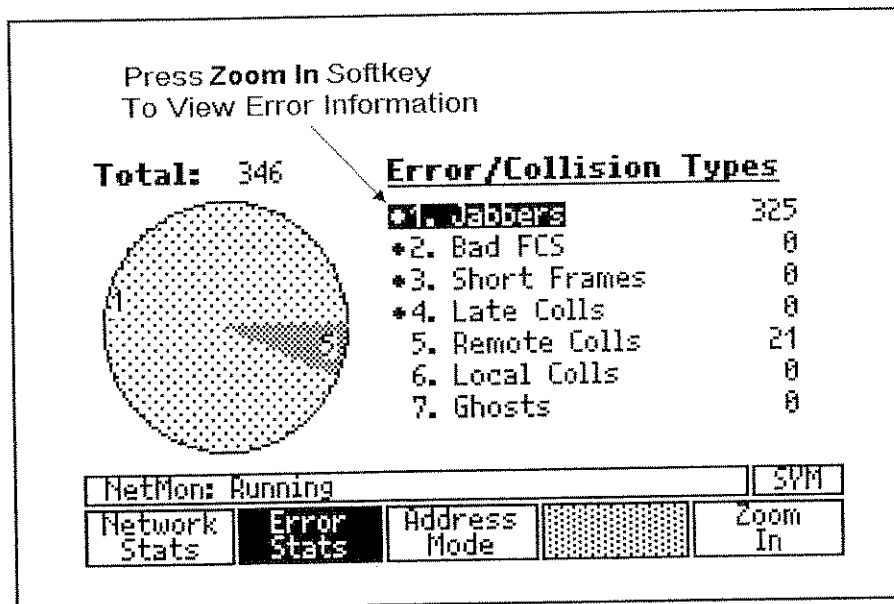 Press Zoom In Softkey
To View Error Information
Total: 346
Error/Collision Types
•1. Jabbers 325
•2. Bad FCS 0
•3. Short Frames 0
•4. Late Colls 0
5. Remote Colls 21
6. Local Colls 0
7. Ghosts 0
1
5
NetMon: Running
SYM
Network Stats
Error Stats
Address Mode
Zoom In